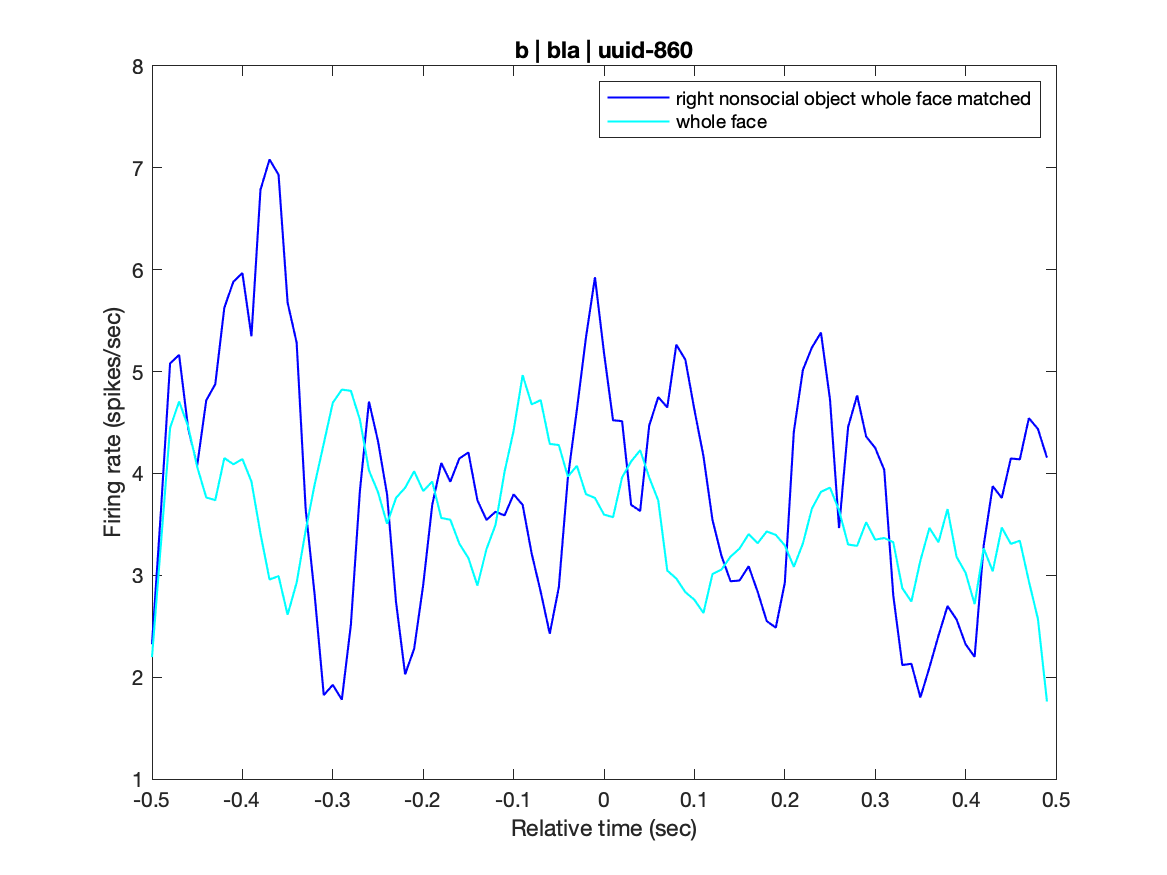 b | bla | uuid-860
right nonsocial object whole face matched
whole face
Firing rate (spikes/sec)
8
7
6
5
4
3
2
1
-0.5 -0.4 -0.3 -0.2 -0.1 0 0.1 0.2 0.3 0.4 0.5
Relative time (sec)